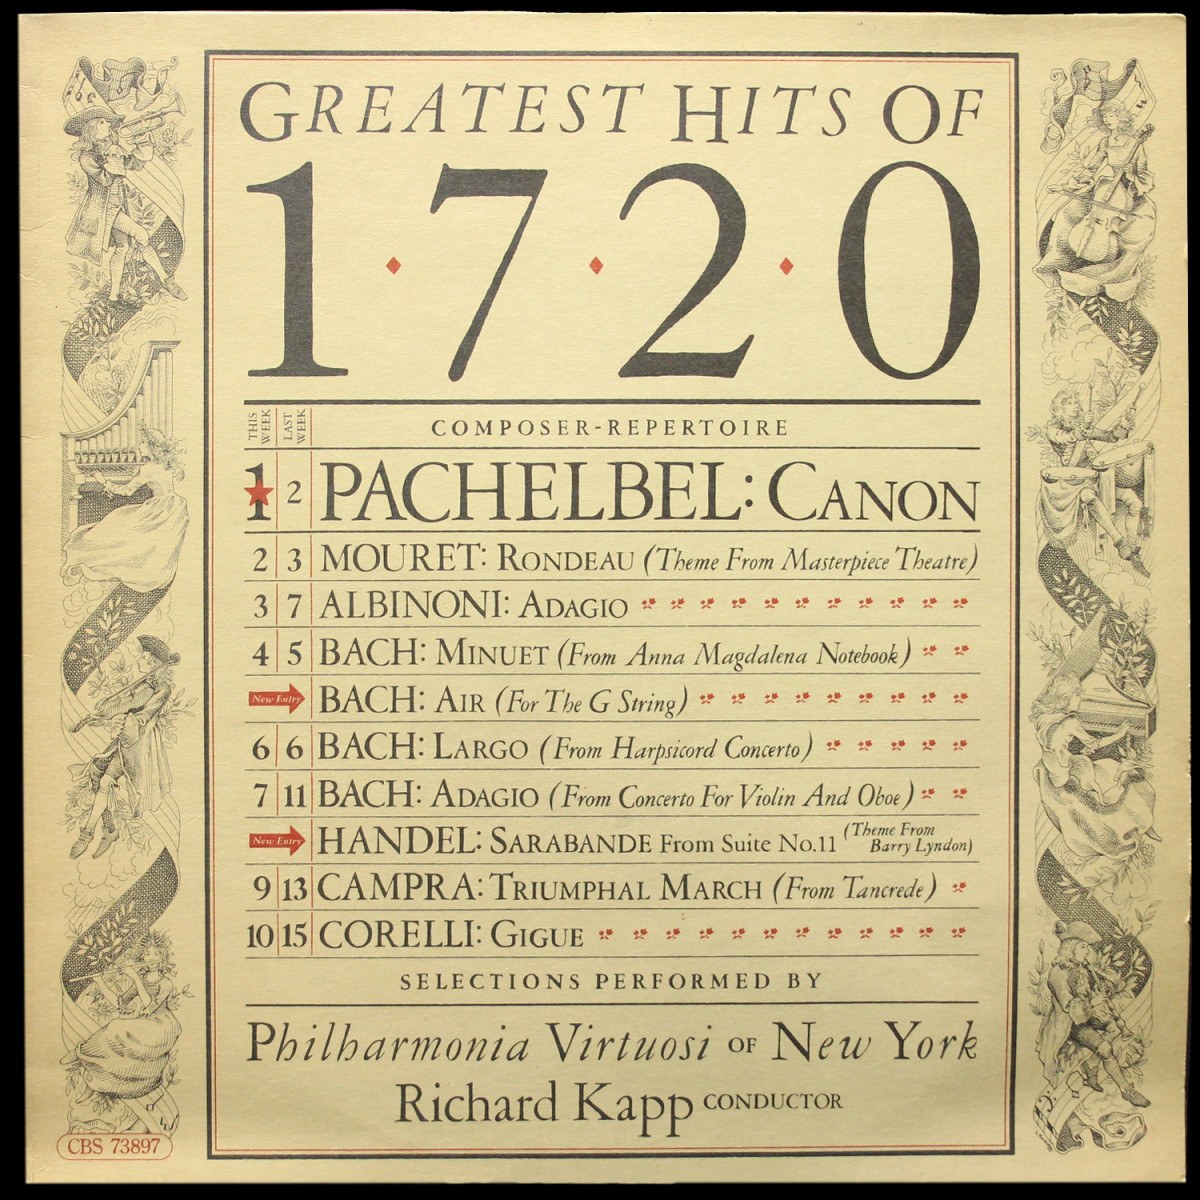 GREATEST HITS OF
1·7·2·0
THIS WEEK LAST WEEK COMPOSER-REPERTOIRE
1 2 PACHELBEL: CANON
2 3 MOURET: RONDEAU (Theme From Masterpiece Theatre)
3 7 ALBINONI: ADAGIO
4 5 BACH: MINUET (From Anna Magdalena Notebook)
New Entry BACH: AIR (For The G String)
6 6 BACH: LARGO (From Harpsicord Concerto)
7 11 BACH: ADAGIO (From Concerto For Violin And Oboe)
New Entry HANDEL: SARABANDE From Suite No.11 (Theme From Barry Lyndon)
9 13 CAMPRA: TRIUMPHAL MARCH (From Tancrede)
10 15 CORELLI: GIGUE
SELECTIONS PERFORMED BY
Philharmonia Virtuosi OF New York
Richard Kapp CONDUCTOR
CBS 73897